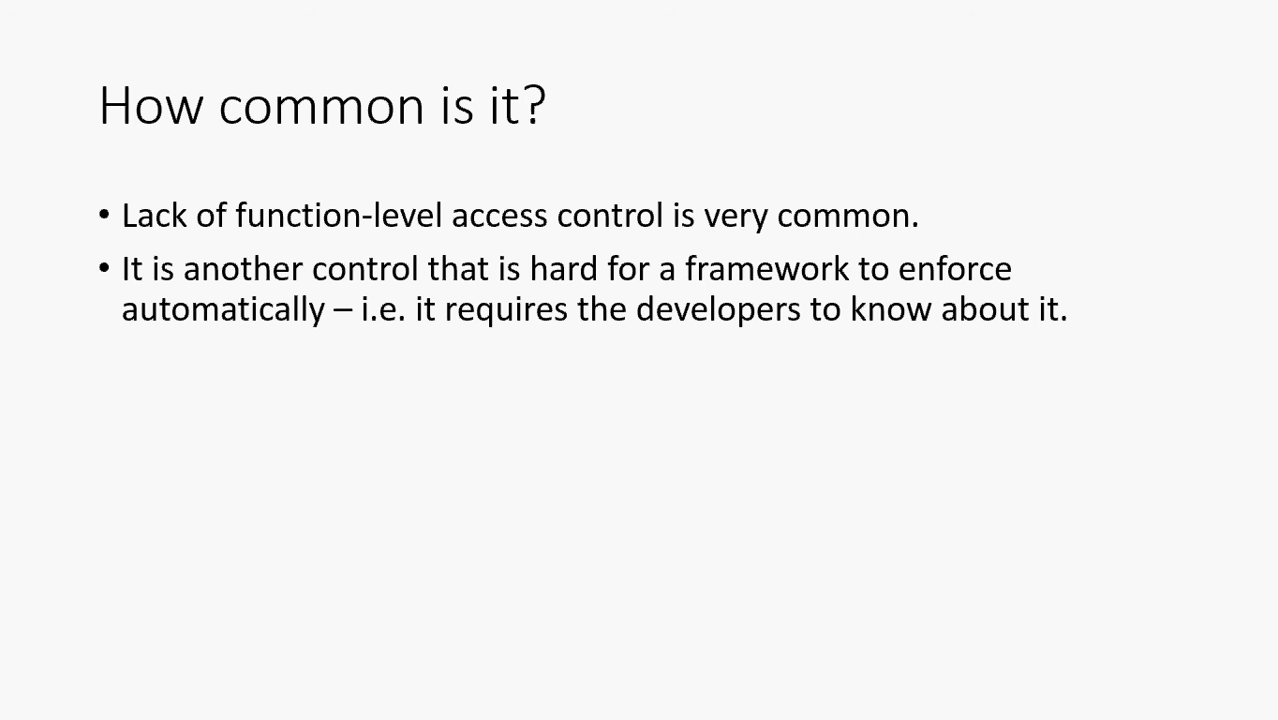 How common is it?
• Lack of function-level access control is very common.
• It is another control that is hard for a framework to enforce
automatically – i.e. it requires the developers to know about it.